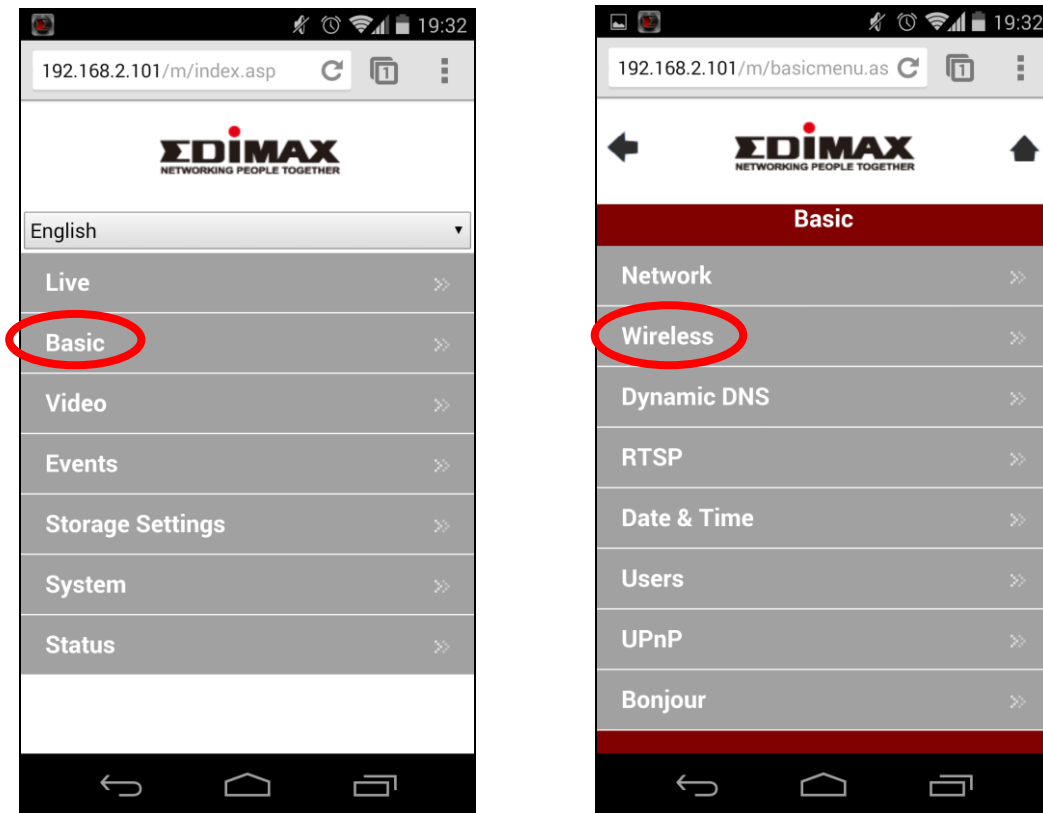 19:32
192.168.2.101/m/index.asp
1
EDIMAX
NETWORKING PEOPLE TOGETHER
English
Live
Basic
Video
Events
Storage Settings
System
Status
19:32
192.168.2.101/m/basicmenu.as
1
EDIMAX
NETWORKING PEOPLE TOGETHER
Basic
Network
Wireless
Dynamic DNS
RTSP
Date & Time
Users
UPnP
Bonjour